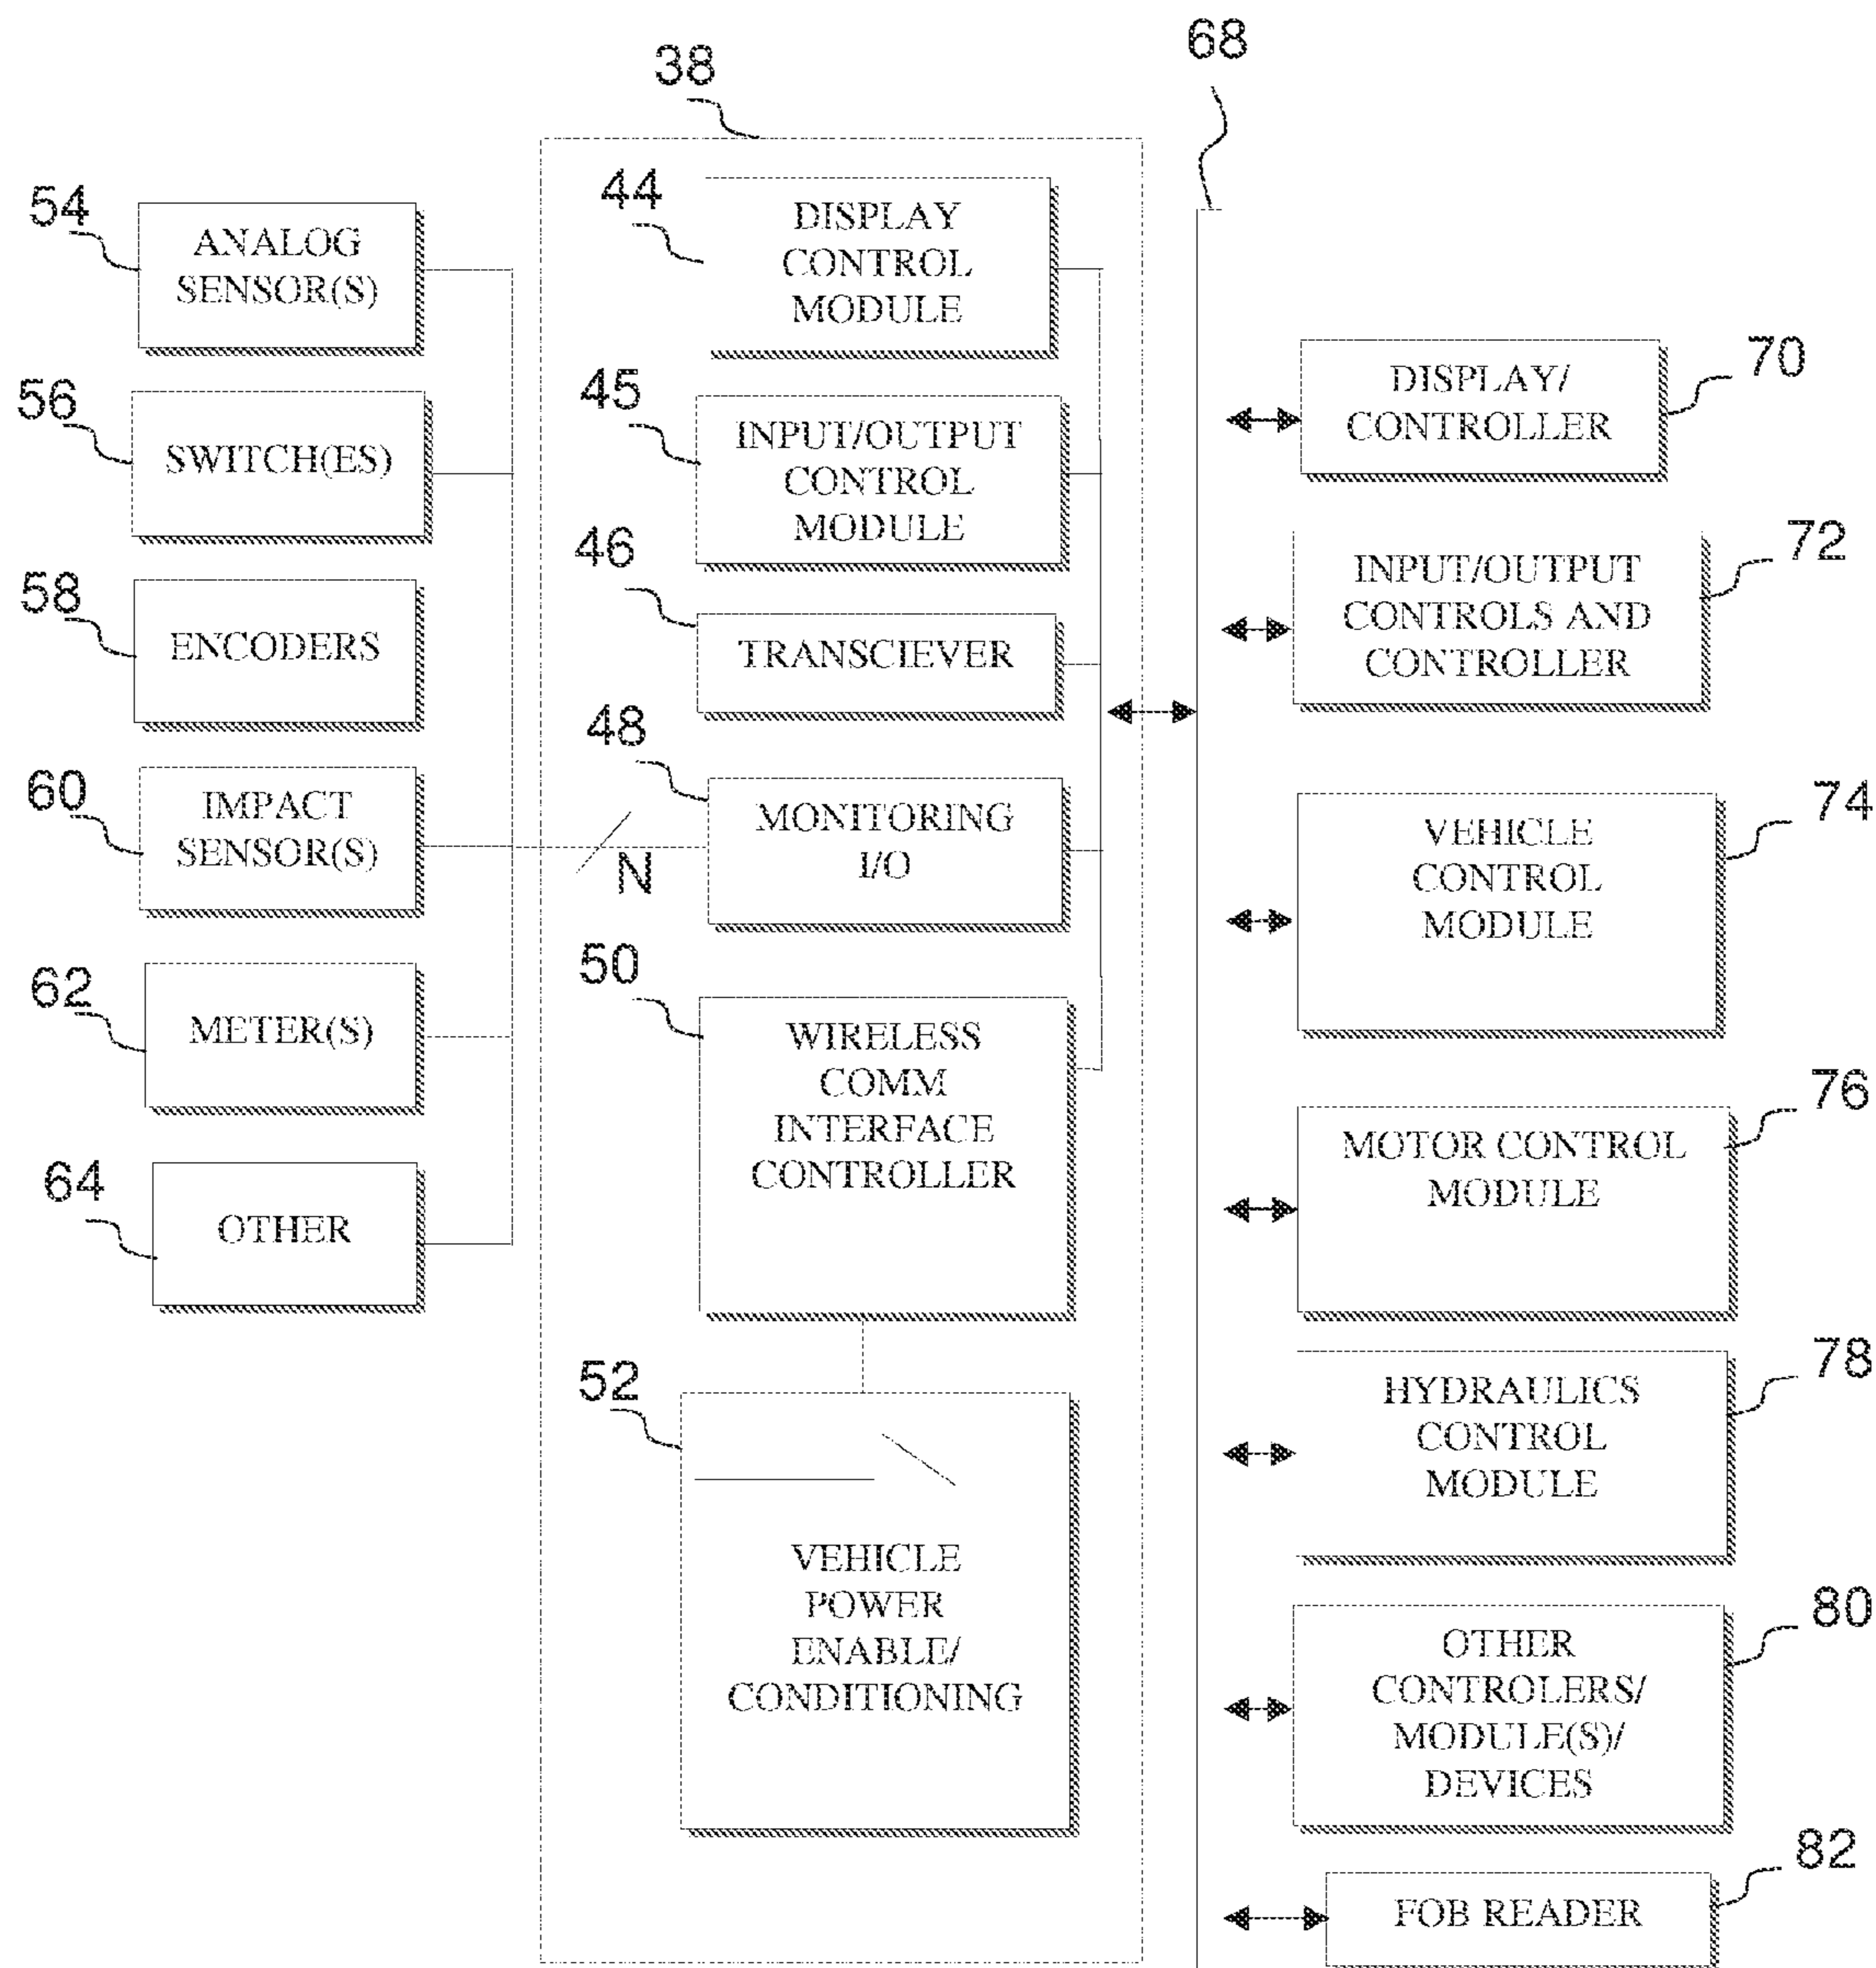 68
38
54
ANALOG
SENSOR(S)
56
SWITCH(ES)
58
ENCODERS
60
IMPACT
SENSOR(S)
62
METER(S)
64
OTHER
44
DISPLAY
CONTROL
MODULE
45
INPUT/OUTPUT
CONTROL
MODULE
46
TRANSCIEVER
48
MONITORING
I/O
N
50
WIRELESS
COMM
INTERFACE
CONTROLLER
52
VEHICLE
POWER
ENABLE/
CONDITIONING
70
DISPLAY/
CONTROLLER
72
INPUT/OUTPUT
CONTROLS AND
CONTROLLER
74
VEHICLE
CONTROL
MODULE
76
MOTOR CONTROL
MODULE
78
HYDRAULICS
CONTROL
MODULE
80
OTHER
CONTROLERS/
MODULE(S)/
DEVICES
82
FOB READER